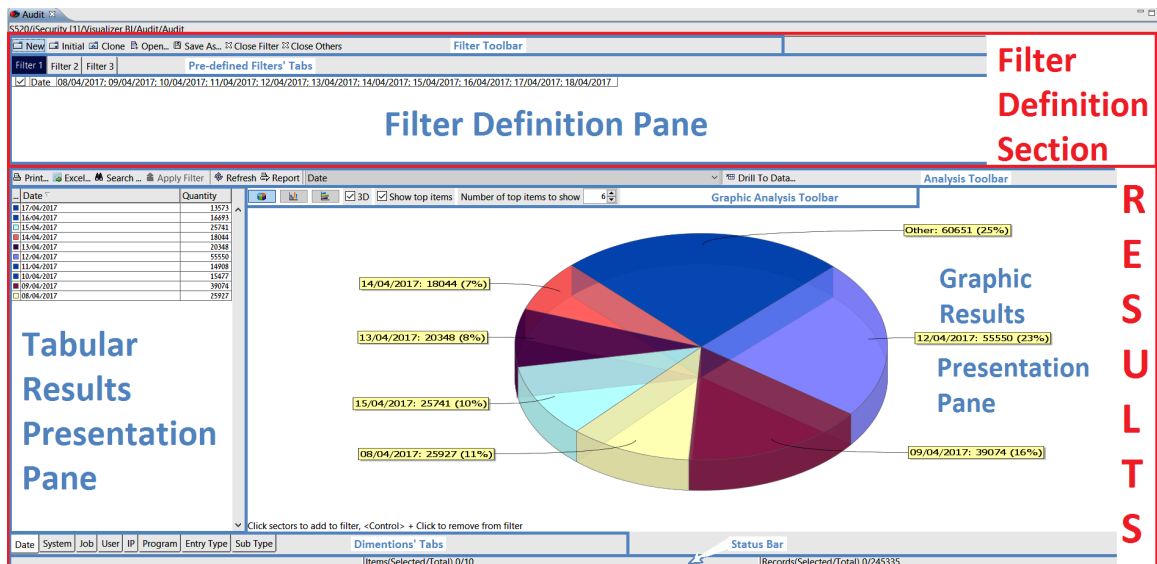 Audit
S520/iSecurity [1]/Visualizer BI/Audit/Audit
New Initial Clone Open... Save As... Close Filter Close Others Filter Toolbar
Filter 1 Filter 2 Filter 3 Pre-defined Filters' Tabs
Date 08/04/2017; 09/04/2017; 10/04/2017; 11/04/2017; 12/04/2017; 13/04/2017; 14/04/2017; 15/04/2017; 16/04/2017; 17/04/2017; 18/04/2017
Filter Definition Pane
Filter
Definition
Section
Print... Excel... Search ... Apply Filter Refresh Report Date Drill To Data... Analysis Toolbar
... Date Quantity
17/04/2017 13573
16/04/2017 16693
15/04/2017 25741
14/04/2017 18044
13/04/2017 20348
12/04/2017 55550
11/04/2017 14908
10/04/2017 15477
09/04/2017 39074
08/04/2017 25927
Tabular
Results
Presentation
Pane
3D Show top items Number of top items to show 6 Graphic Analysis Toolbar
Other: 60651 (25%)
14/04/2017: 18044 (7%)
13/04/2017: 20348 (8%)
12/04/2017: 55550 (23%)
15/04/2017: 25741 (10%)
08/04/2017: 25927 (11%)
09/04/2017: 39074 (16%)
Graphic
Results
Presentation
Pane
R
E
S
U
L
T
S
Click sectors to add to filter, <Control> + Click to remove from filter
Date System Job User IP Program Entry Type Sub Type Dimentions' Tabs Status Bar
Items(Selected/Total) 0/10 Records(Selected/Total) 0/245335